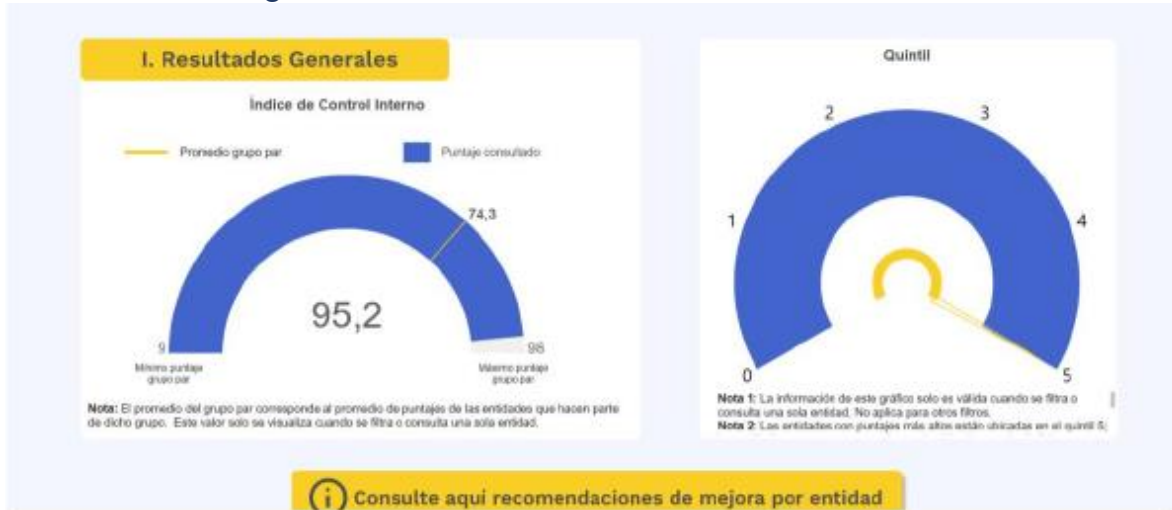 I. Resultados Generales
Índice de Control Interno
Promedio grupo par
Puntaje consultado
74,3
95,2
9
98
Mínimo puntaje
grupo par
Máximo puntaje
grupo par
Nota: El promedio del grupo par corresponde al promedio de puntajes de las entidades que hacen parte
de dicho grupo. Este valor solo se visualiza cuando se filtra o consulta una sola entidad.
Quintil
2
3
1
4
0
5
Nota 1: La información de este gráfico solo es válida cuando se filtra o
consulta una sola entidad. No aplica para otros filtros.
Nota 2: Las entidades con puntajes más altos están ubicadas en el quintil 5;
Consulte aquí recomendaciones de mejora por entidad